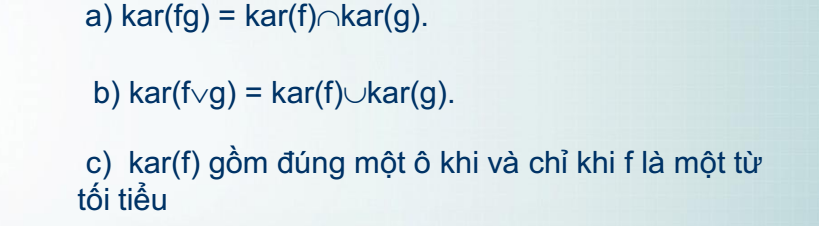 a) kar(fg) = kar(f)∩kar(g).
b) kar(f∨g) = kar(f)∪kar(g).
c) kar(f) gồm đúng một ô khi và chỉ khi f là một từ
tối tiểu